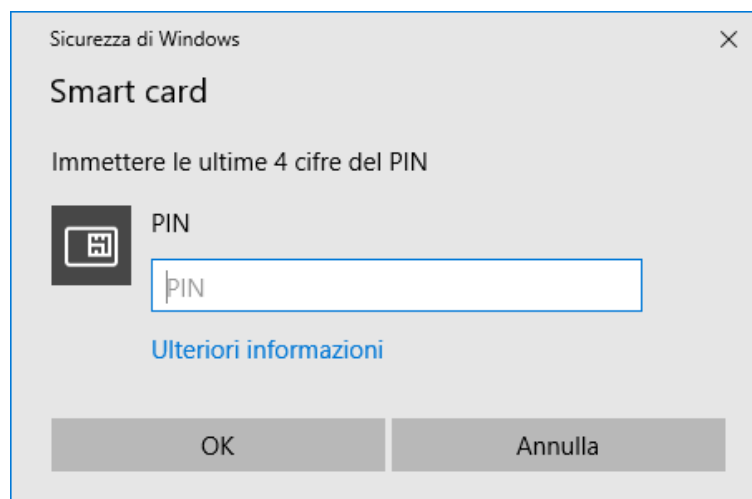 Sicurezza di Windows
Smart card
Immettere le ultime 4 cifre del PIN
PIN
PIN
Ulteriori informazioni
OK
Annulla